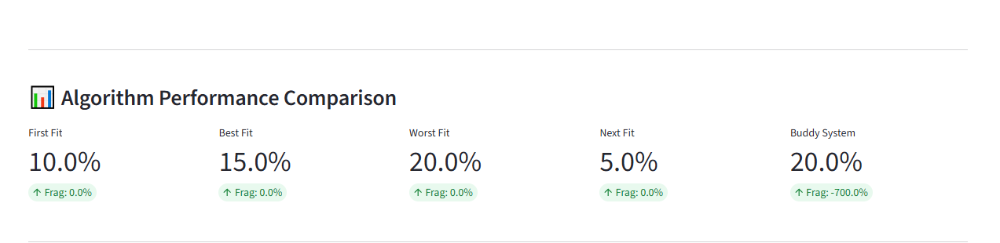 📊 Algorithm Performance Comparison
First Fit
10.0%
↑ Frag: 0.0%
Best Fit
15.0%
↑ Frag: 0.0%
Worst Fit
20.0%
↑ Frag: 0.0%
Next Fit
5.0%
↑ Frag: 0.0%
Buddy System
20.0%
↑ Frag: -700.0%